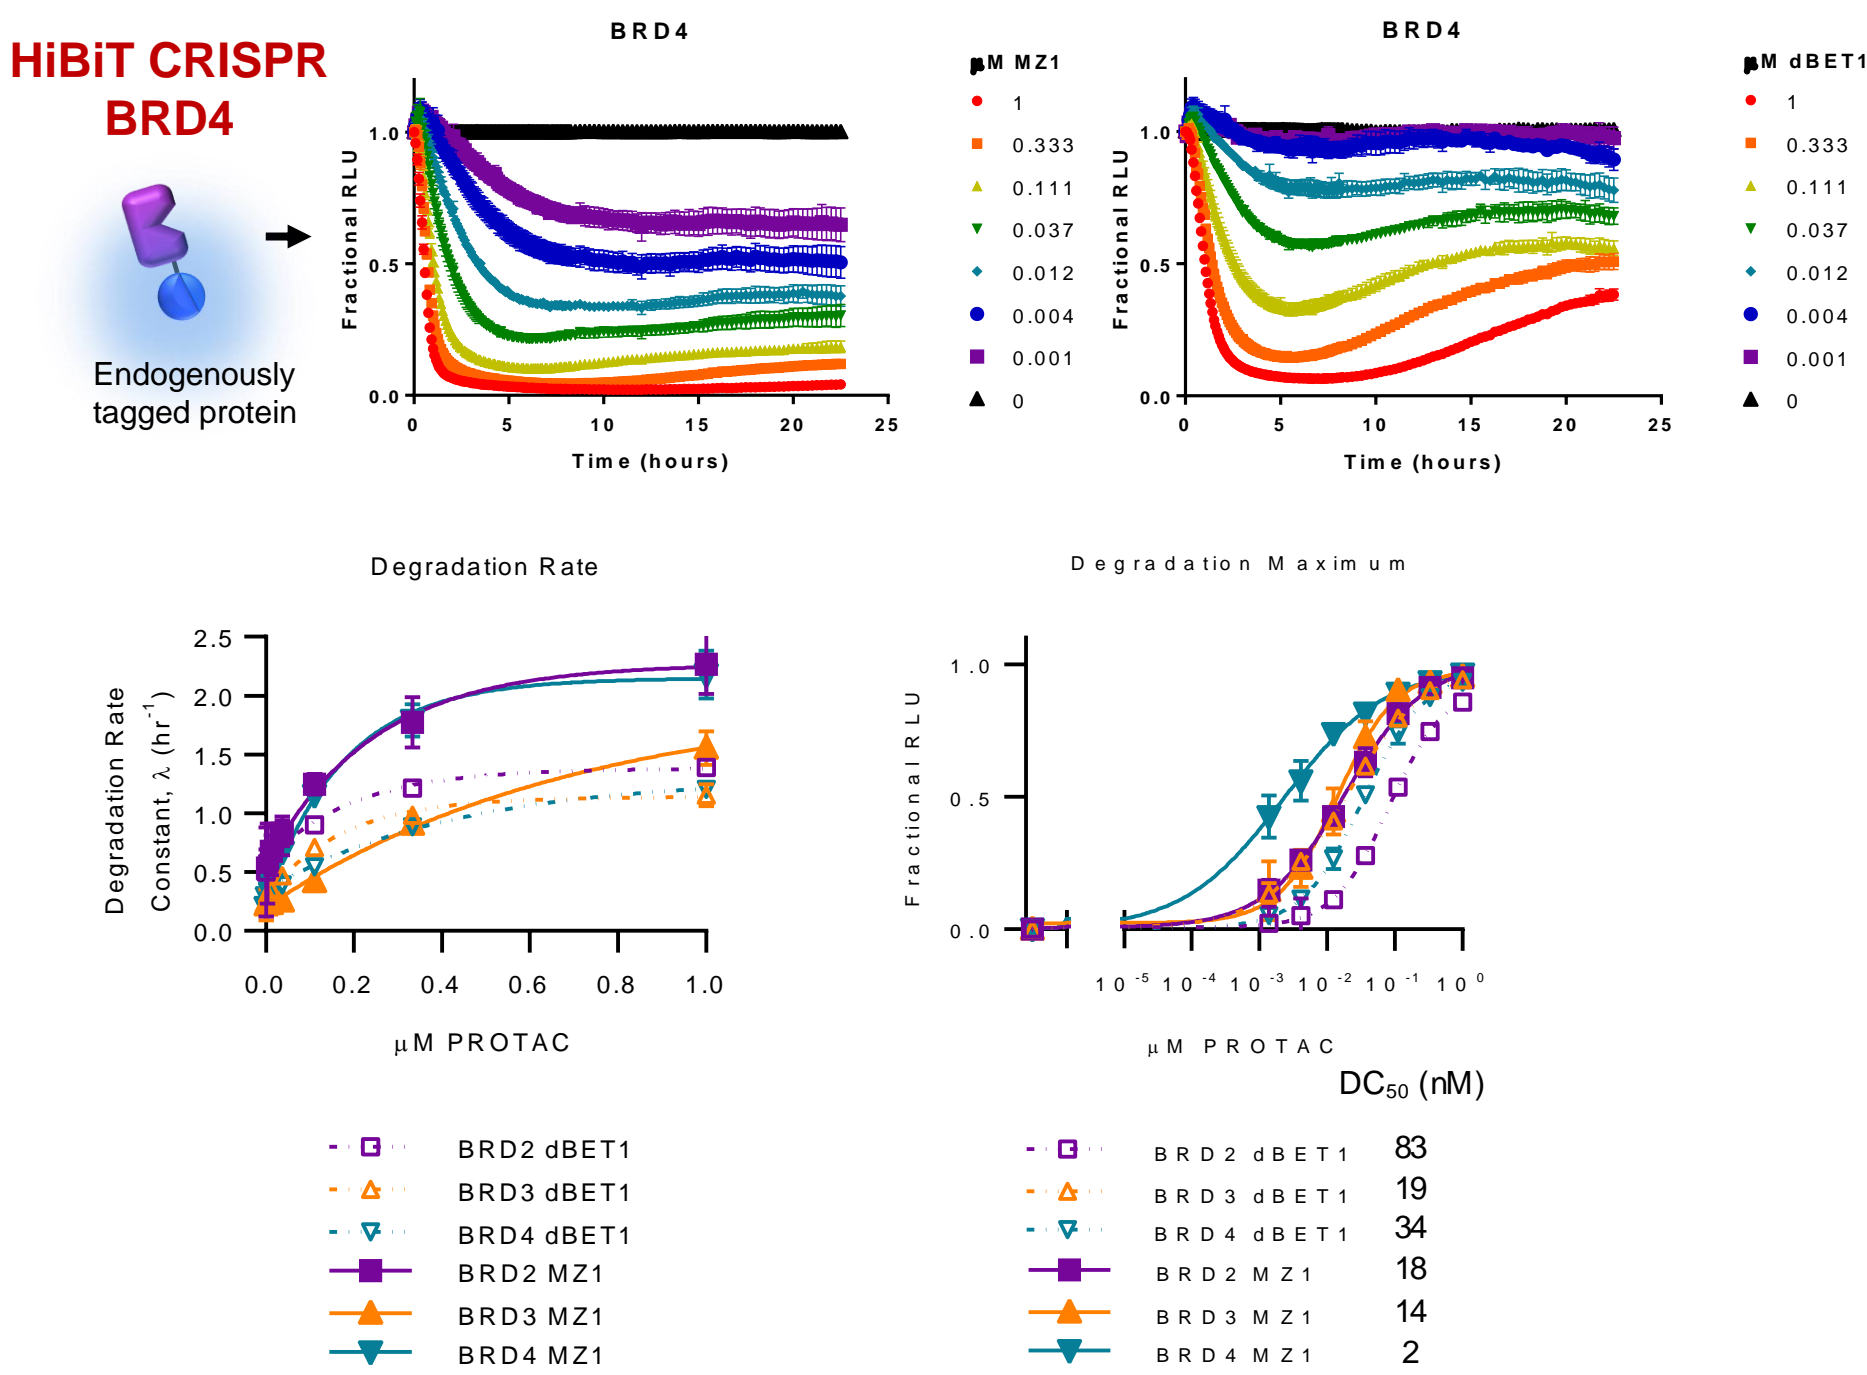 HiBiT CRISPR
BRD4
Endogenously
tagged protein
BRD4
Fractional RLU
1.0
0.5
0.0
0 5 10 15 20 25
Time (hours)
μM MZ1
1
0.333
0.111
0.037
0.012
0.004
0.001
0
BRD4
Fractional RLU
1.0
0.5
0.0
0 5 10 15 20 25
Time (hours)
μM dBET1
1
0.333
0.111
0.037
0.012
0.004
0.001
0
Degradation Rate
Degradation Rate
Constant, λ (hr⁻¹)
2.5
2.0
1.5
1.0
0.5
0.0
0.0 0.2 0.4 0.6 0.8 1.0
μM PROTAC
BRD2 dBET1
BRD3 dBET1
BRD4 dBET1
BRD2 MZ1
BRD3 MZ1
BRD4 MZ1
Degradation Maximum
Fractional RLU
1.0
0.5
0.0
10⁻⁵ 10⁻⁴ 10⁻³ 10⁻² 10⁻¹ 10⁰
μM PROTAC
DC₅₀ (nM)
BRD2 dBET1 83
BRD3 dBET1 19
BRD4 dBET1 34
BRD2 MZ1 18
BRD3 MZ1 14
BRD4 MZ1 2